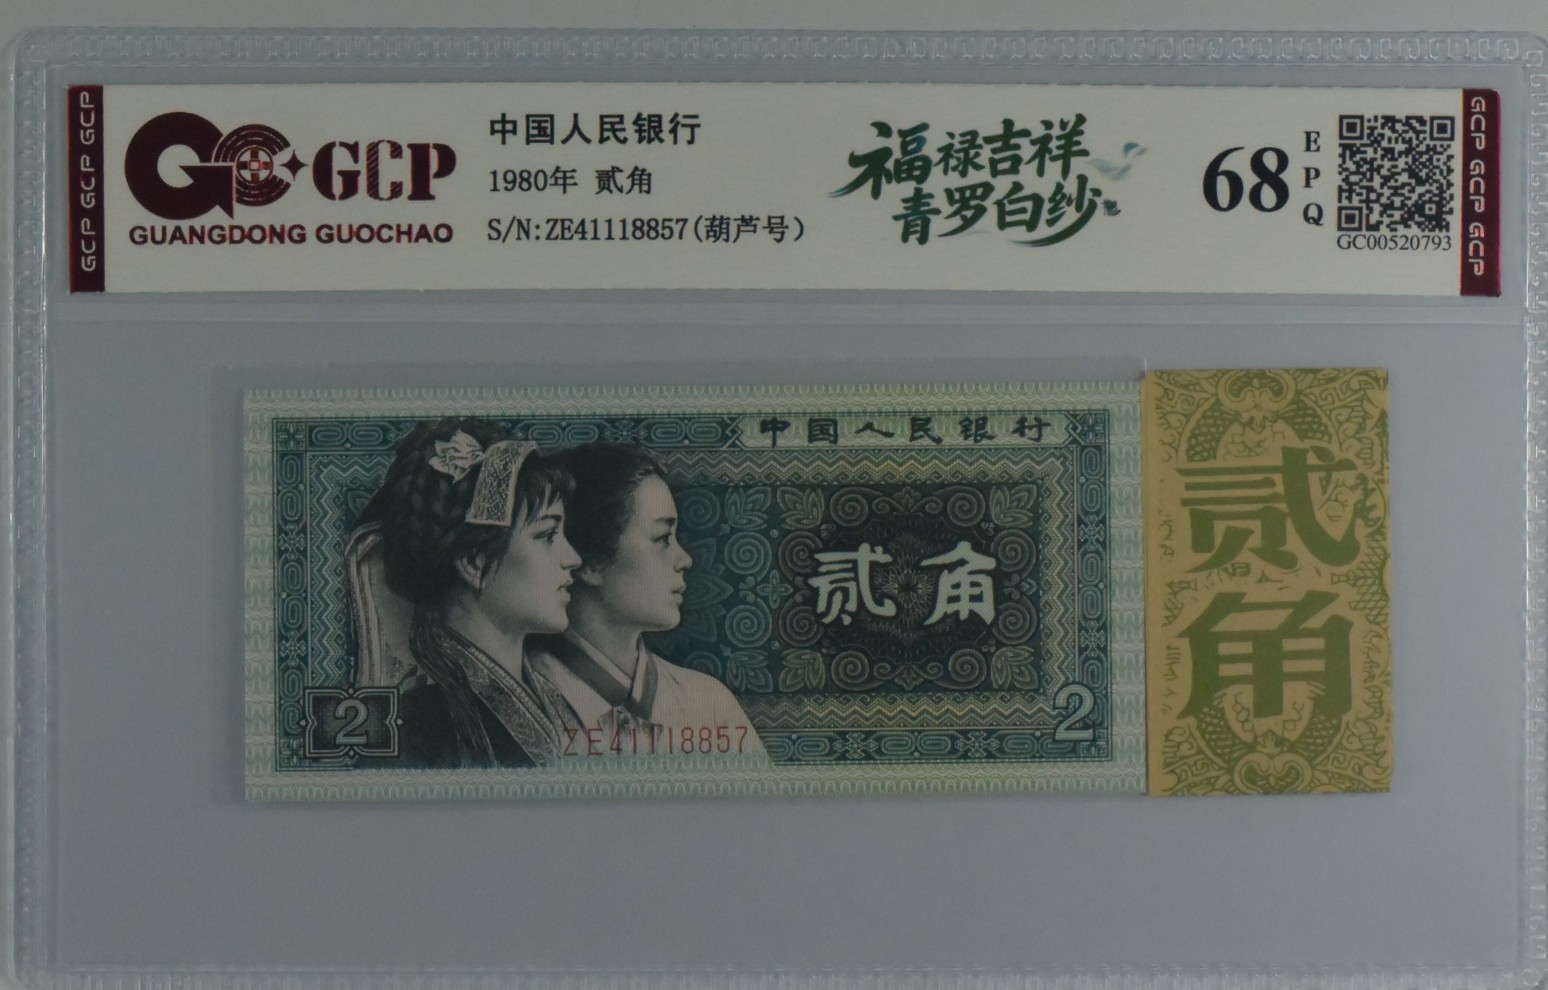 GCP GCP GCP
GCP
GUANGDONG GUOCHAO
中国人民银行
1980年 贰角
S/N:ZE41118857(葫芦号)
福禄吉祥
青罗白纱
68
EPQ
GC00520793
GCP GCP GCP
中国人民银行
贰角
2
2
ZE41118857
贰角